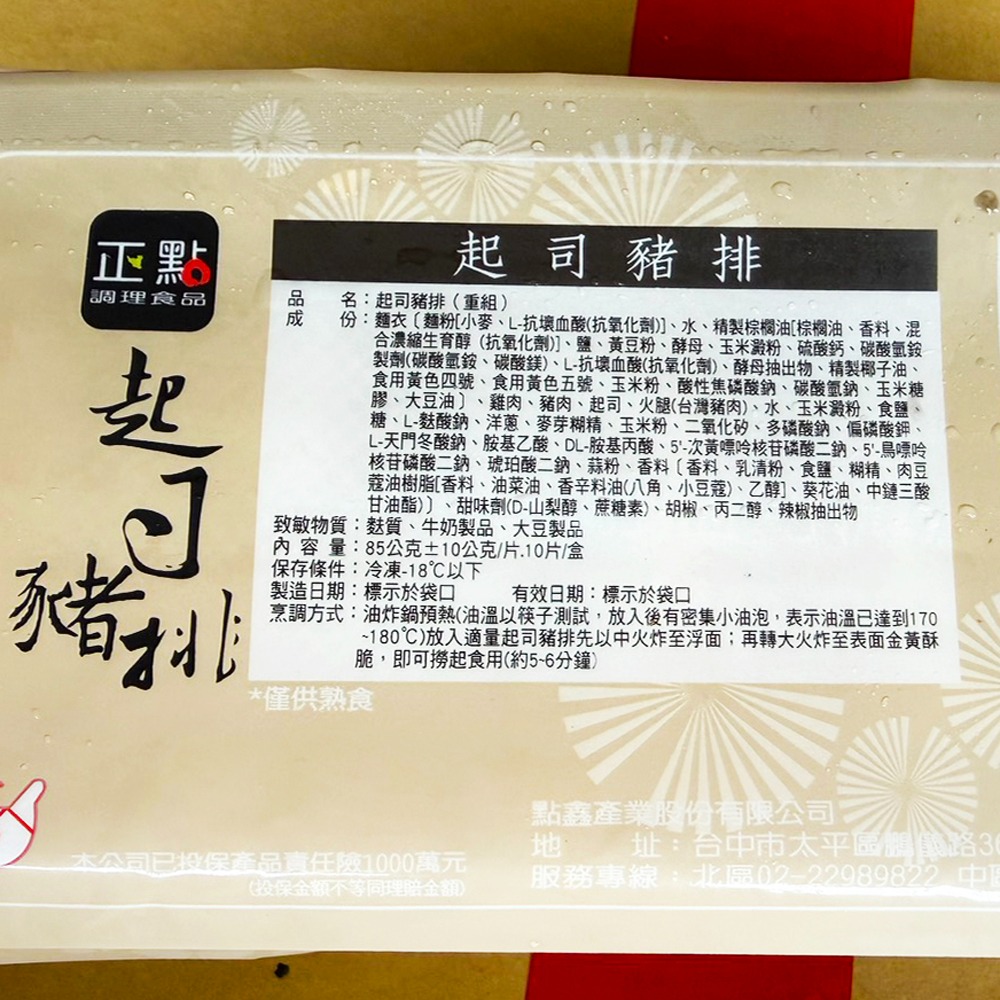 正點
調理食品
起司豬排
起司豬排
品 名：起司豬排（重組）
成 份：麵衣〔麵粉[小麥、L-抗壞血酸(抗氧化劑)]、水、精製棕櫚油[棕櫚油、香料、混
合濃縮生育醇（抗氧化劑)]、鹽、黃豆粉、酵母、玉米澱粉、硫酸鈣、碳酸氫銨
製劑(碳酸氫銨、碳酸鎂)、L-抗壞血酸(抗氧化劑)、酵母抽出物、精製椰子油、
食用黃色四號、食用黃色五號、玉米粉、酸性焦磷酸鈉、碳酸氫鈉、玉米糖
膠、大豆油〕、雞肉、豬肉、起司、火腿(台灣豬肉)、水、玉米澱粉、食鹽、
糖、L-麩酸鈉、洋蔥、麥芽糊精、玉米粉、二氧化矽、多磷酸鈉、偏磷酸鉀、
L-天門冬酸鈉、胺基乙酸、DL-胺基丙酸、5'-次黃嘌呤核苷磷酸二鈉、5'-鳥嘌呤
核苷磷酸二鈉、琥珀酸二鈉、蒜粉、香料〔香料、乳清粉、食鹽、糊精、肉豆
蔻油樹脂[香料、油菜油、香辛料油(八角、小豆蔻)、乙醇]、葵花油、中鏈三酸
甘油酯)〕、甜味劑(D-山梨醇、蔗糖素)、胡椒、丙二醇、辣椒抽出物
致敏物質：麩質、牛奶製品、大豆製品
內 容 量：85公克±10公克/片.10片/盒
保存條件：冷凍-18℃以下
製造日期：標示於袋口 有效日期：標示於袋口
烹調方式：油炸鍋預熱(油溫以筷子測試，放入後有密集小油泡，表示油溫已達到170
~180℃)放入適量起司豬排先以中火炸至浮面；再轉大火炸至表面金黃酥
脆，即可撈起食用(約5~6分鐘)
*僅供熟食
點鑫產業股份有限公司
地 址：台中市太平區鵬儀路36
服務專線：北區02-22989822 中區
本公司已投保產品責任險1000萬元
(投保金額不等同理賠金額)